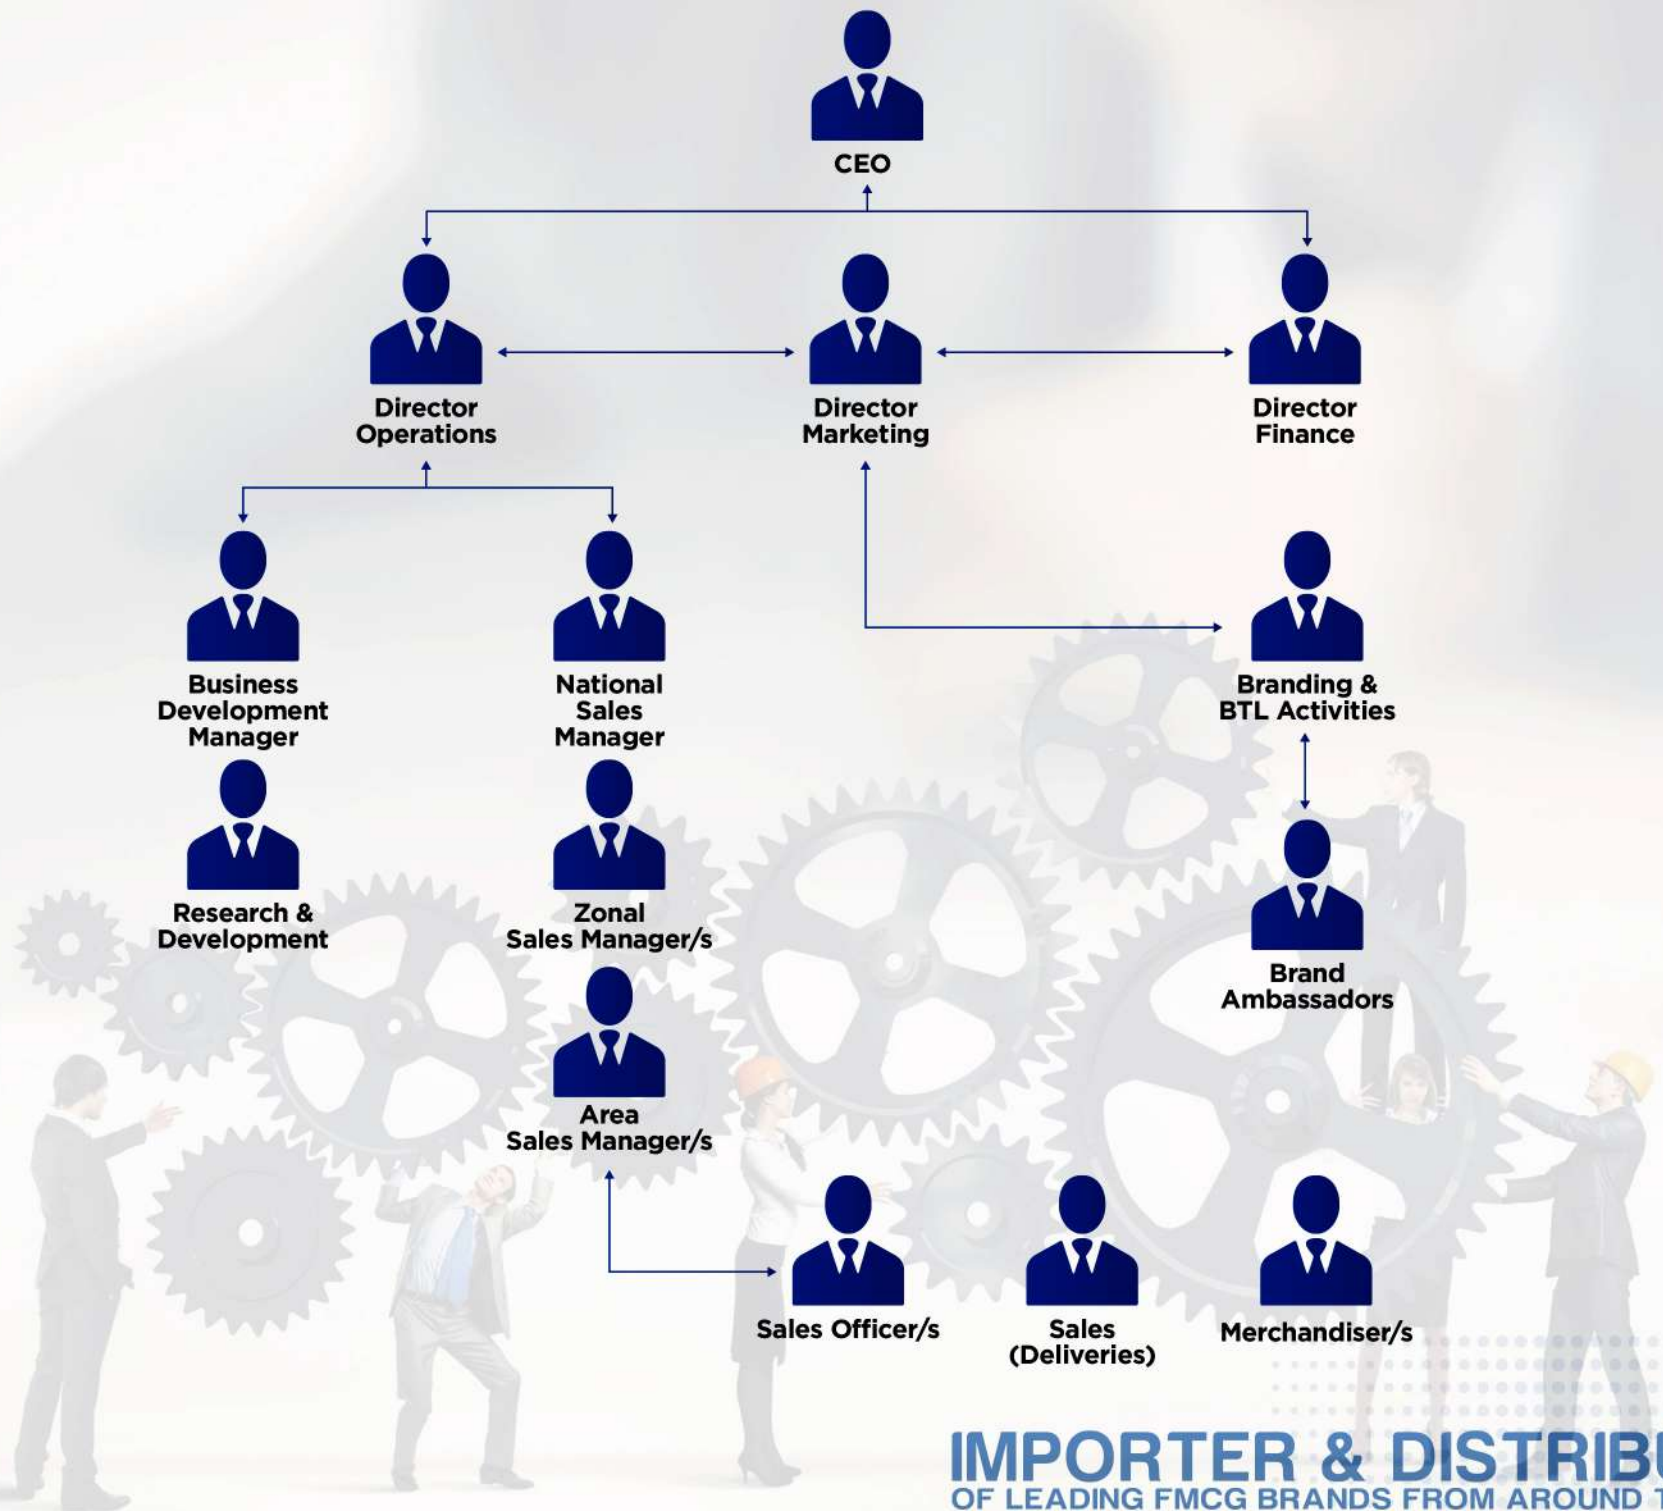 CEO
Director
Operations
Director
Marketing
Director
Finance
Business
Development
Manager
National
Sales
Manager
Branding &
BTL Activities
Research &
Development
Zonal
Sales Manager/s
Brand
Ambassadors
Area
Sales Manager/s
Sales Officer/s
Sales
(Deliveries)
Merchandiser/s
IMPORTER & DISTRIBU
OF LEADING FMCG BRANDS FROM AROUND T